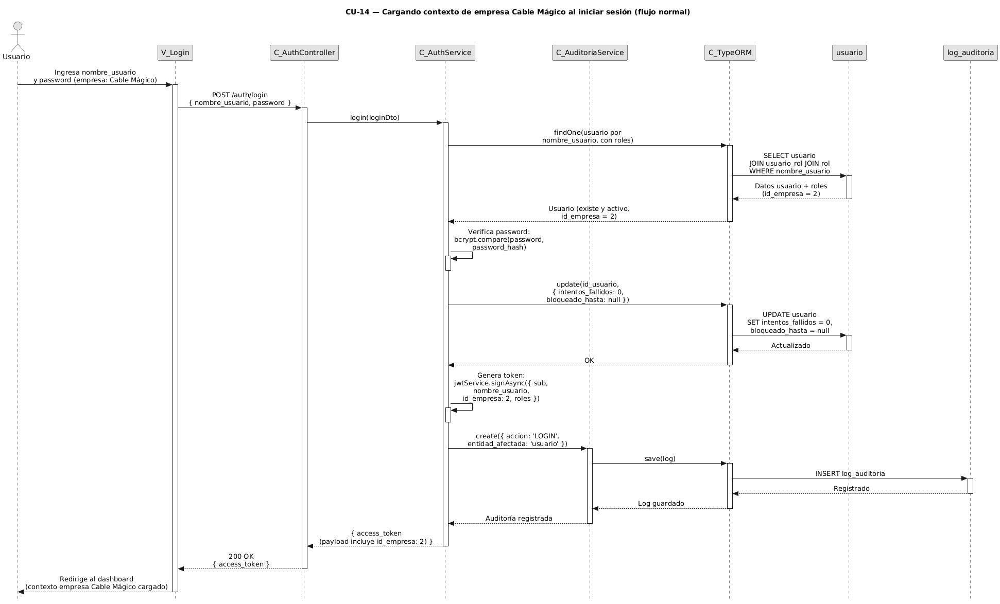 CU-14 — Cargando contexto de empresa Cable Mágico al iniciar sesión (flujo normal)
Usuario
V_Login
C_AuthController
C_AuthService
C_AuditoriaService
C_TypeORM
usuario
log_auditoria
Ingresa nombre_usuario
y password (empresa: Cable Mágico)
POST /auth/login
{ nombre_usuario, password }
login(loginDto)
findOne(usuario por
nombre_usuario, con roles)
SELECT usuario
JOIN usuario_rol JOIN rol
WHERE nombre_usuario
Datos usuario + roles
(id_empresa = 2)
Usuario (existe y activo,
id_empresa = 2)
Verifica password:
bcrypt.compare(password,
password_hash)
update(id_usuario,
{ intentos_fallidos: 0,
bloqueado_hasta: null })
UPDATE usuario
SET intentos_fallidos = 0,
bloqueado_hasta = null
Actualizado
OK
Genera token:
jwtService.signAsync({ sub,
nombre_usuario,
id_empresa: 2, roles })
create({ accion: 'LOGIN',
entidad_afectada: 'usuario' })
save(log)
INSERT log_auditoria
Registrado
Log guardado
Auditoría registrada
{ access_token
(payload incluye id_empresa: 2) }
200 OK
{ access_token }
Redirige al dashboard
(contexto empresa Cable Mágico cargado)